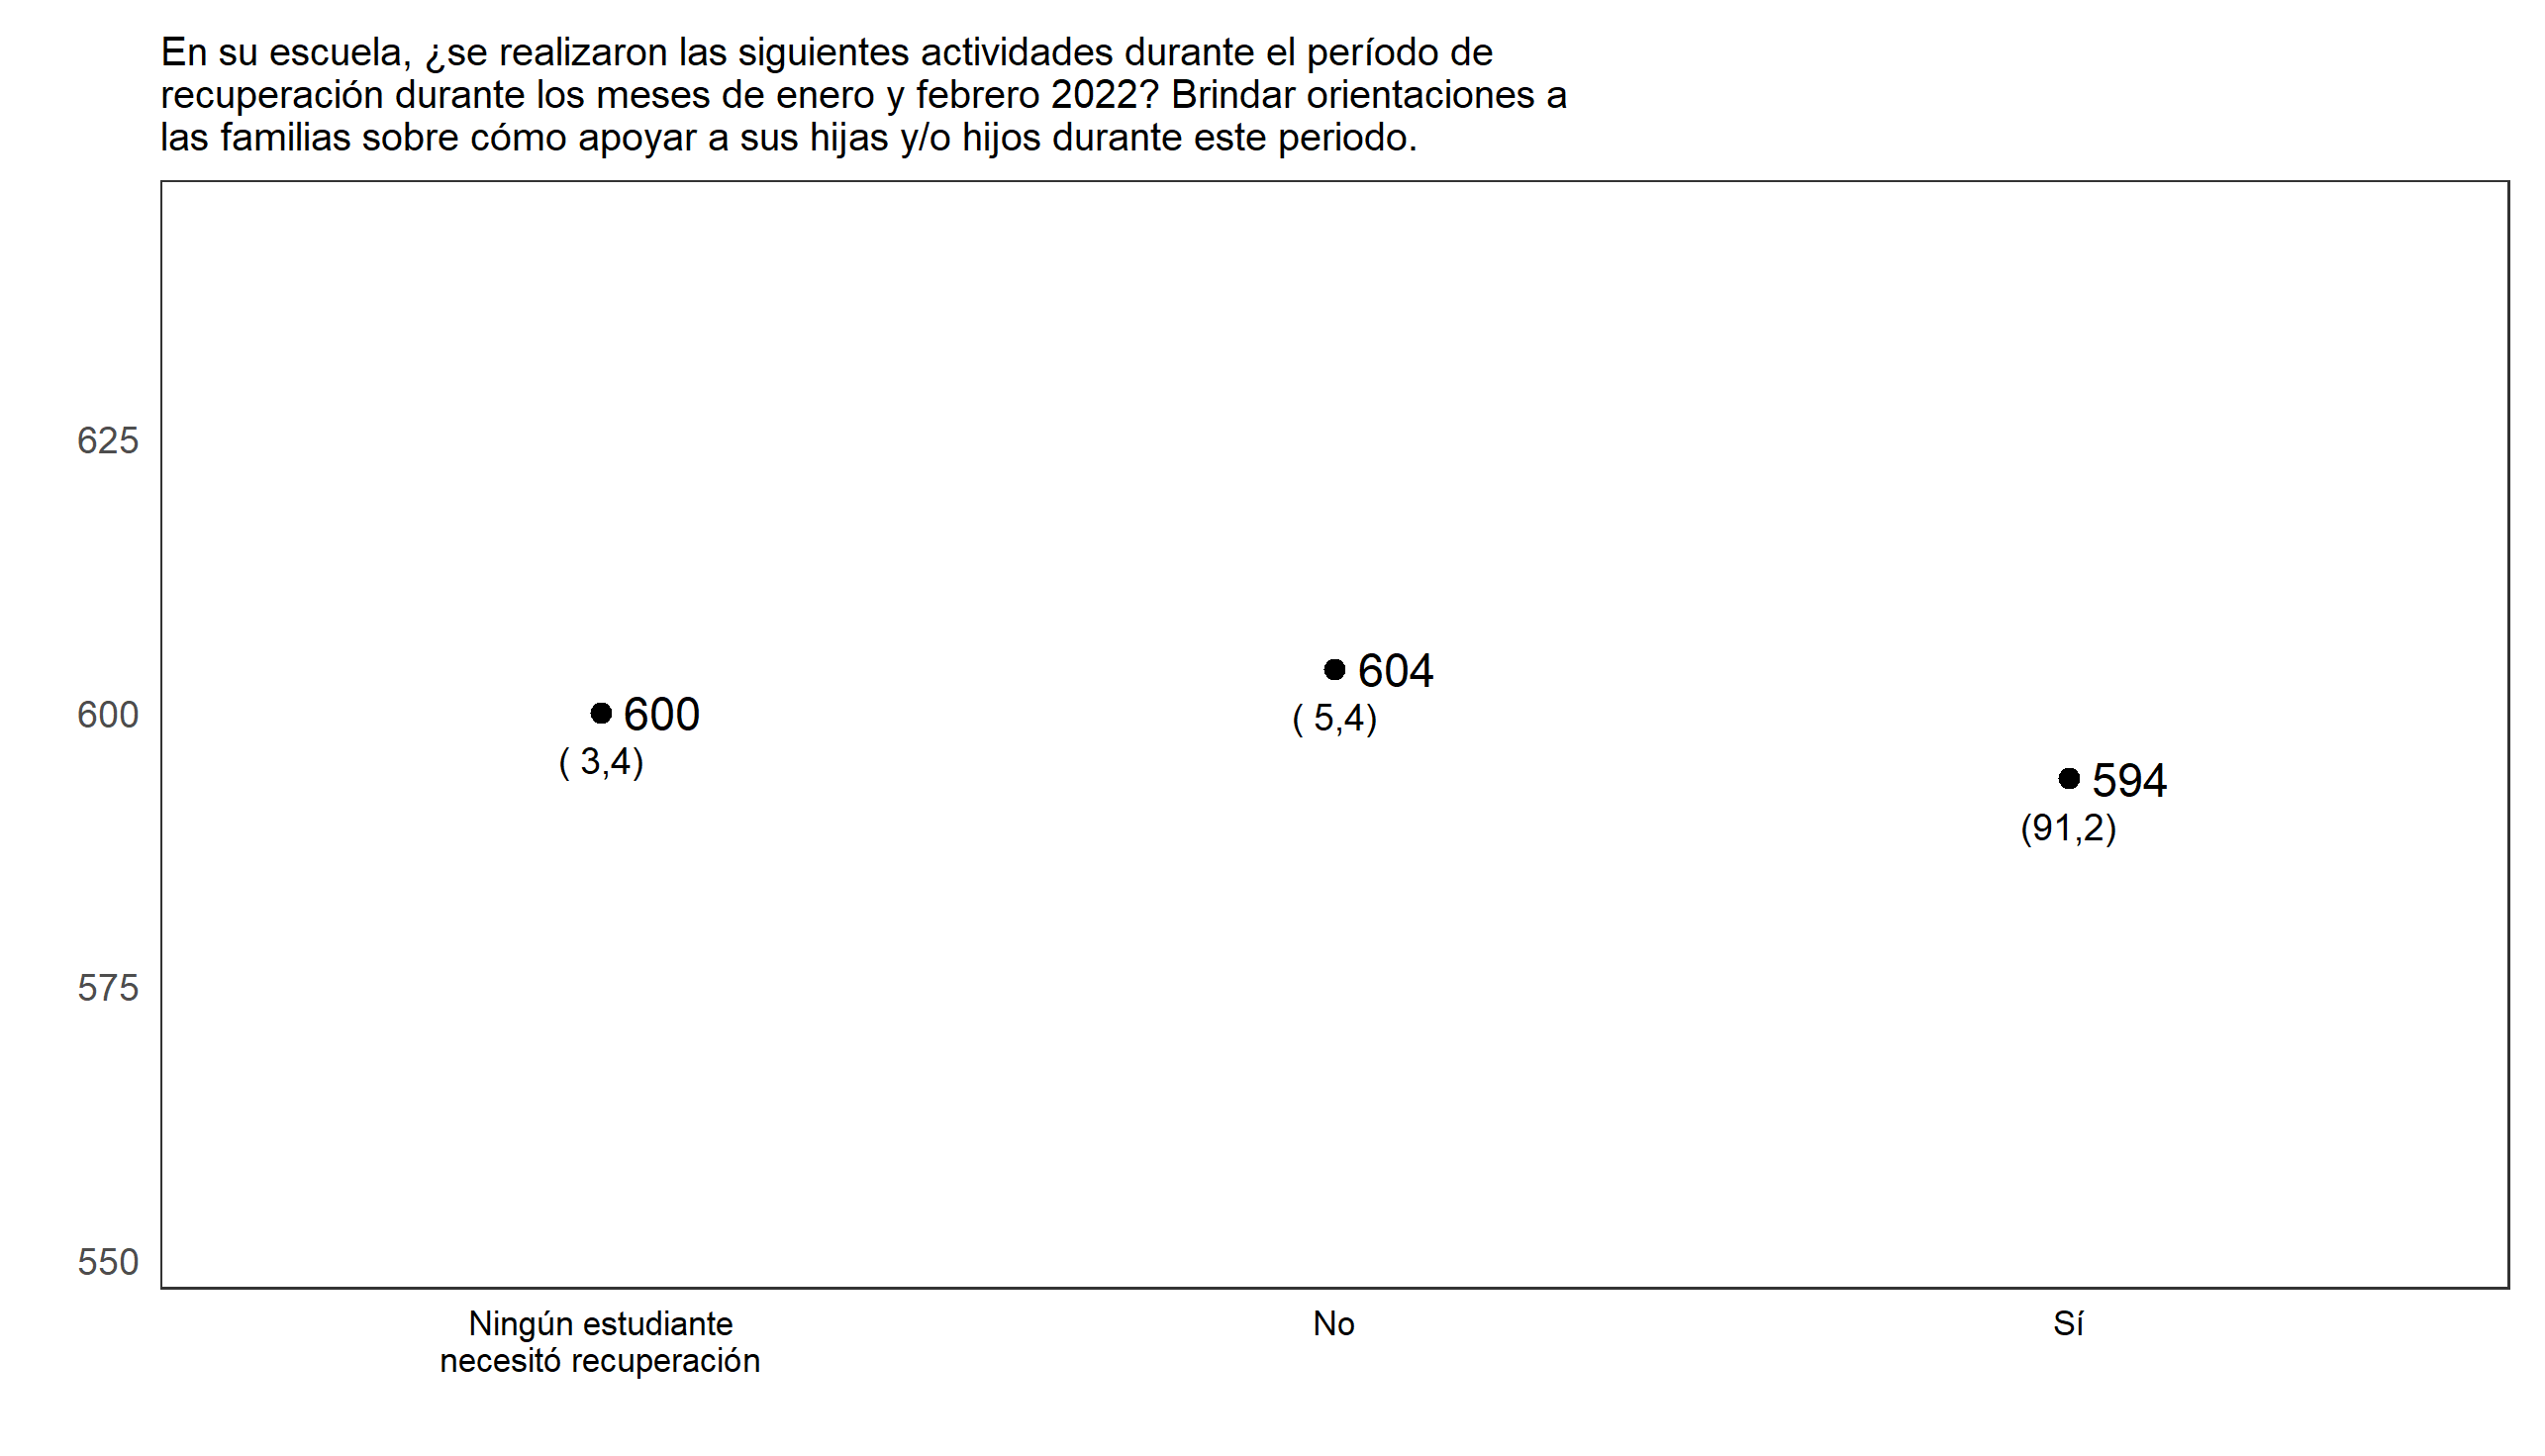 En su escuela, ¿se realizaron las siguientes actividades durante el período de
recuperación durante los meses de enero y febrero 2022? Brindar orientaciones a
las familias sobre cómo apoyar a sus hijas y/o hijos durante este periodo.
625
600
575
550
600
( 3,4)
604
( 5,4)
594
(91,2)
Ningún estudiante
necesitó recuperación
No
Sí